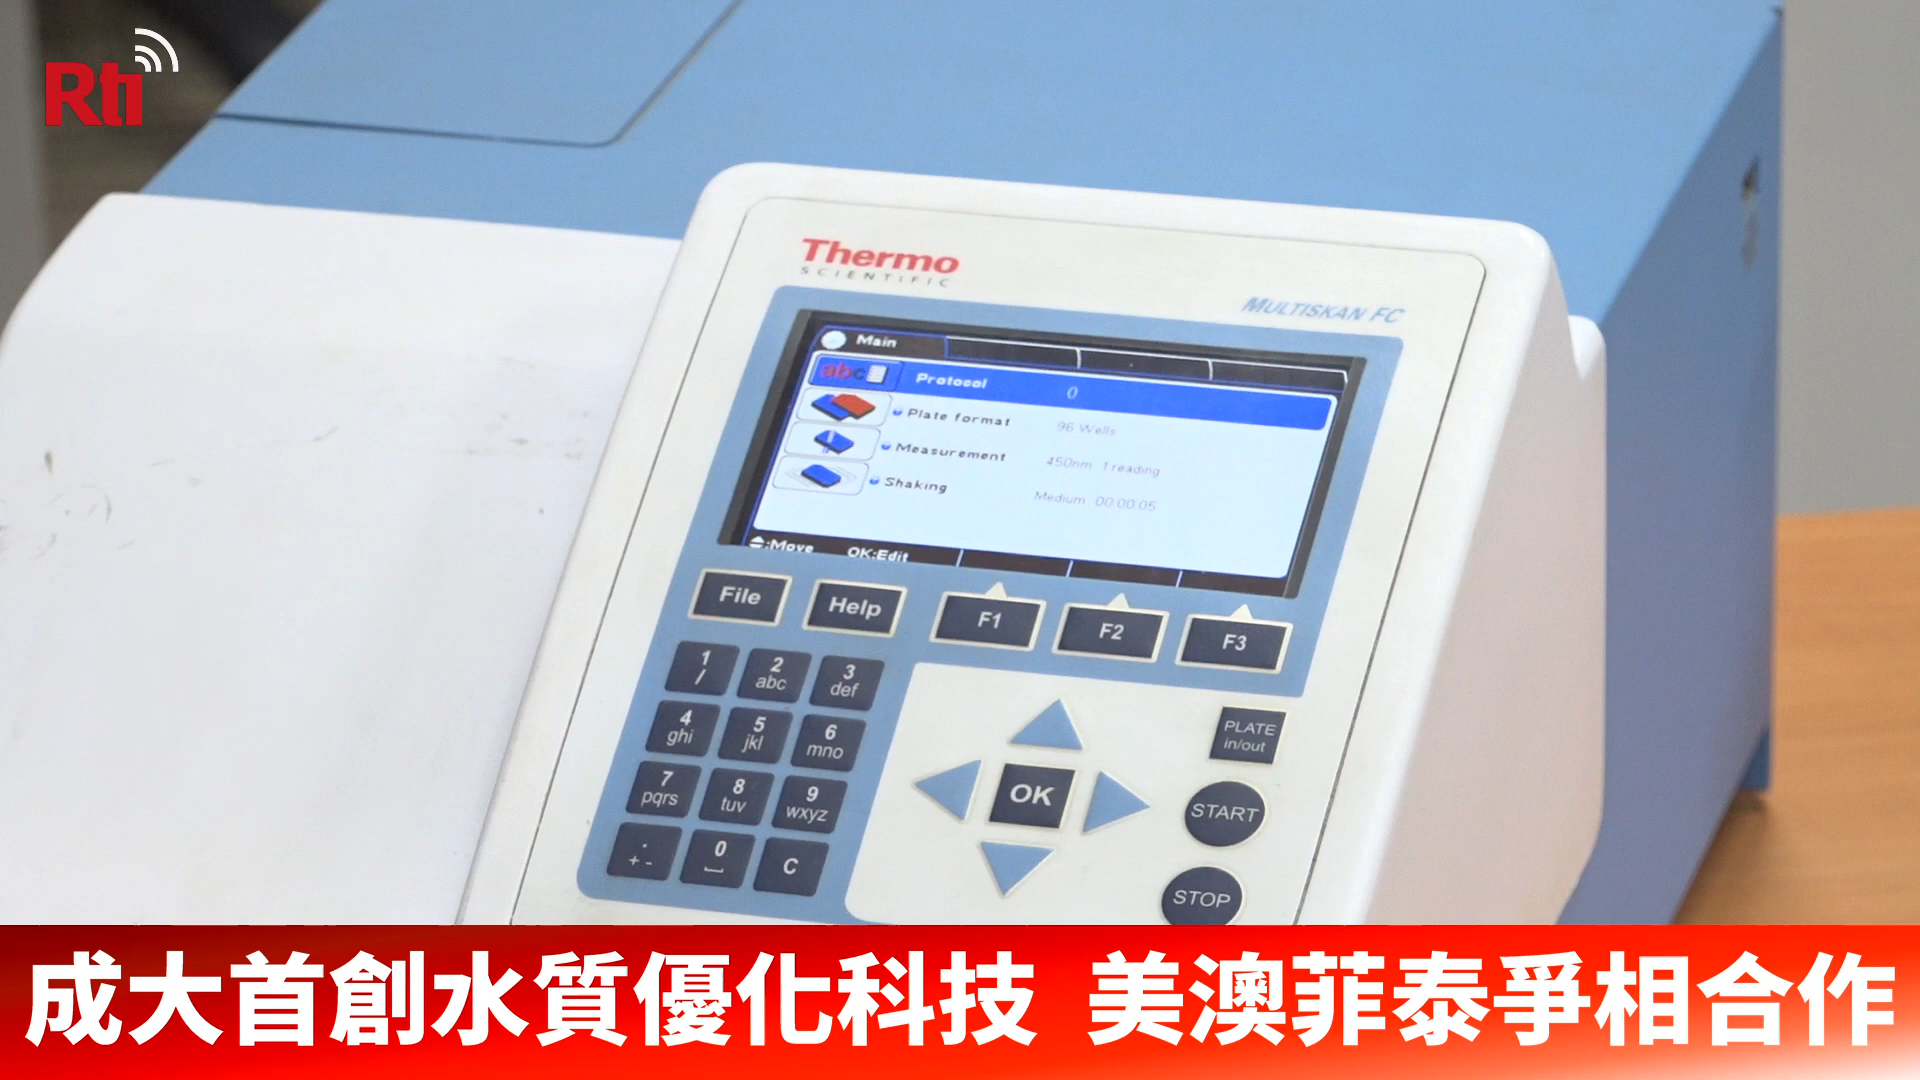 Rti
Thermo
SCIENTIFIC
MULTISKAN FC
Main
abc Protocol 0
Plate format 96 Wells
Measurement 450nm 1 reading
Shaking Medium 00:00:05
:Move OK:Edit
File Help F1 F2 F3
1 / 2 abc 3 def
4 ghi 5 jkl 6 mno
7 pqrs 8 tuv 9 wxyz
. + - 0 C
OK
PLATE
in/out
START
STOP
成大首創水質優化科技 美澳菲泰爭相合作